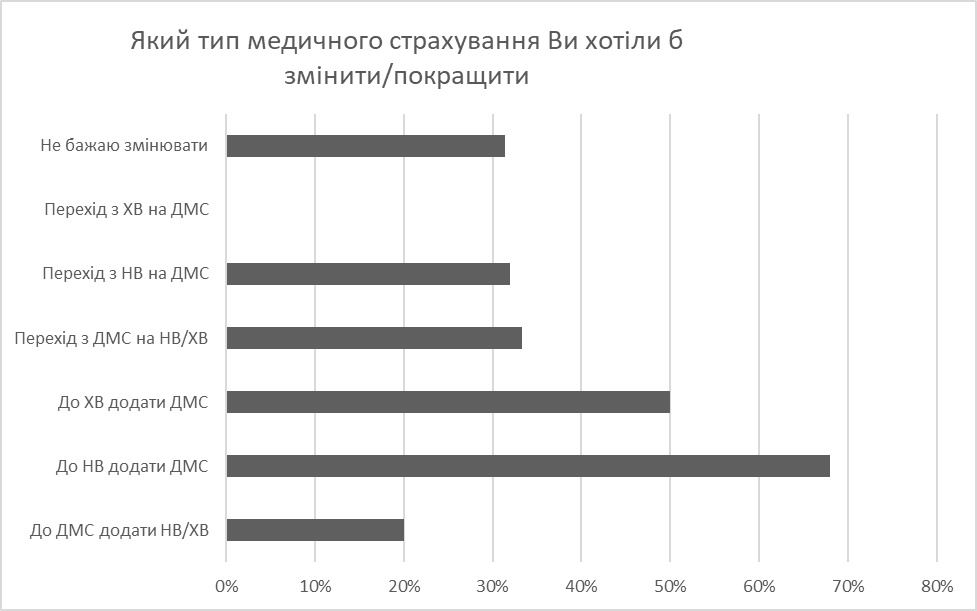 Який тип медичного страхування Ви хотіли б
змінити/покращити
Не бажаю змінювати
Перехід з ХВ на ДМС
Перехід з НВ на ДМС
Перехід з ДМС на НВ/ХВ
До ХВ додати ДМС
До НВ додати ДМС
До ДМС додати НВ/ХВ
0% 10% 20% 30% 40% 50% 60% 70% 80%